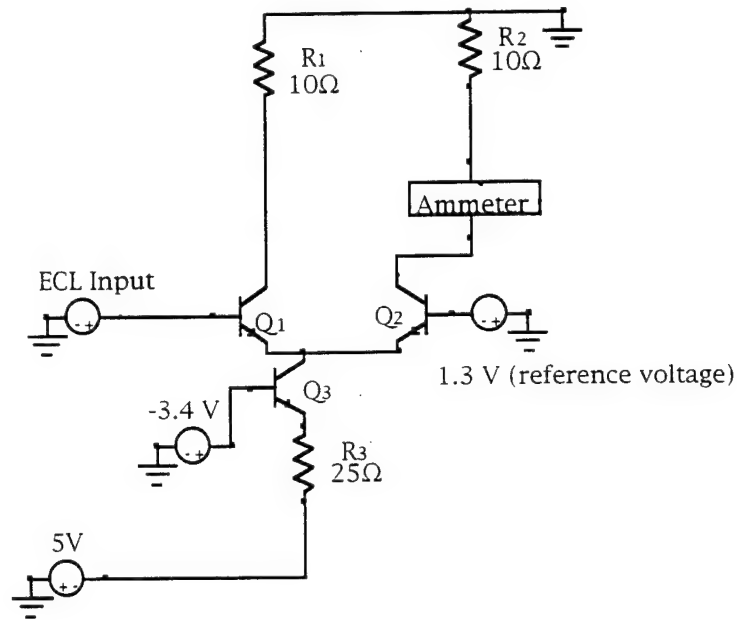 R1
10Ω
R2
10Ω
Ammeter
ECL Input
- +
Q1
Q2
- +
1.3 V (reference voltage)
Q3
-3.4 V
- +
R3
25Ω
5V
+ -